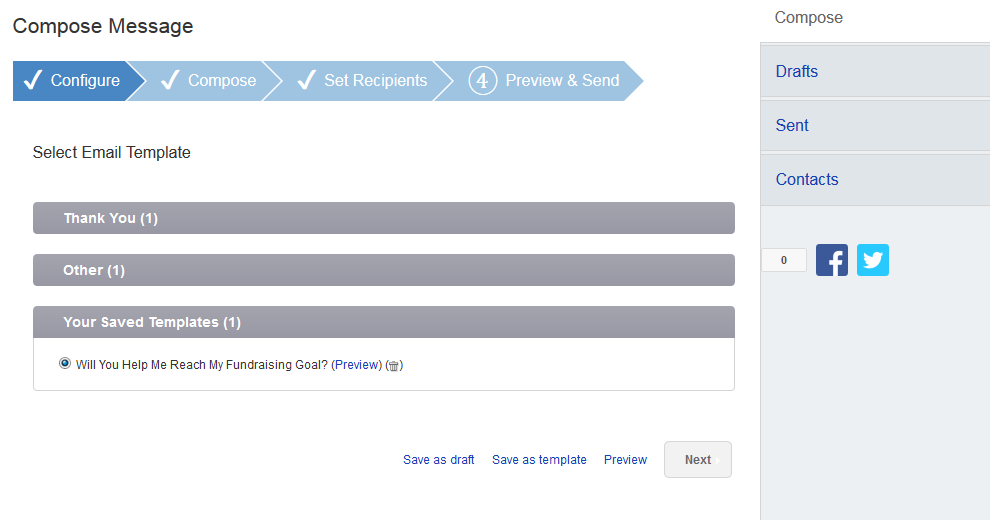 Compose Message
Configure
Compose
Set Recipients
4 Preview & Send
Select Email Template
Thank You (1)
Other (1)
Your Saved Templates (1)
Will You Help Me Reach My Fundraising Goal? (Preview) ()
Save as draft Save as template Preview Next
Compose
Drafts
Sent
Contacts
0